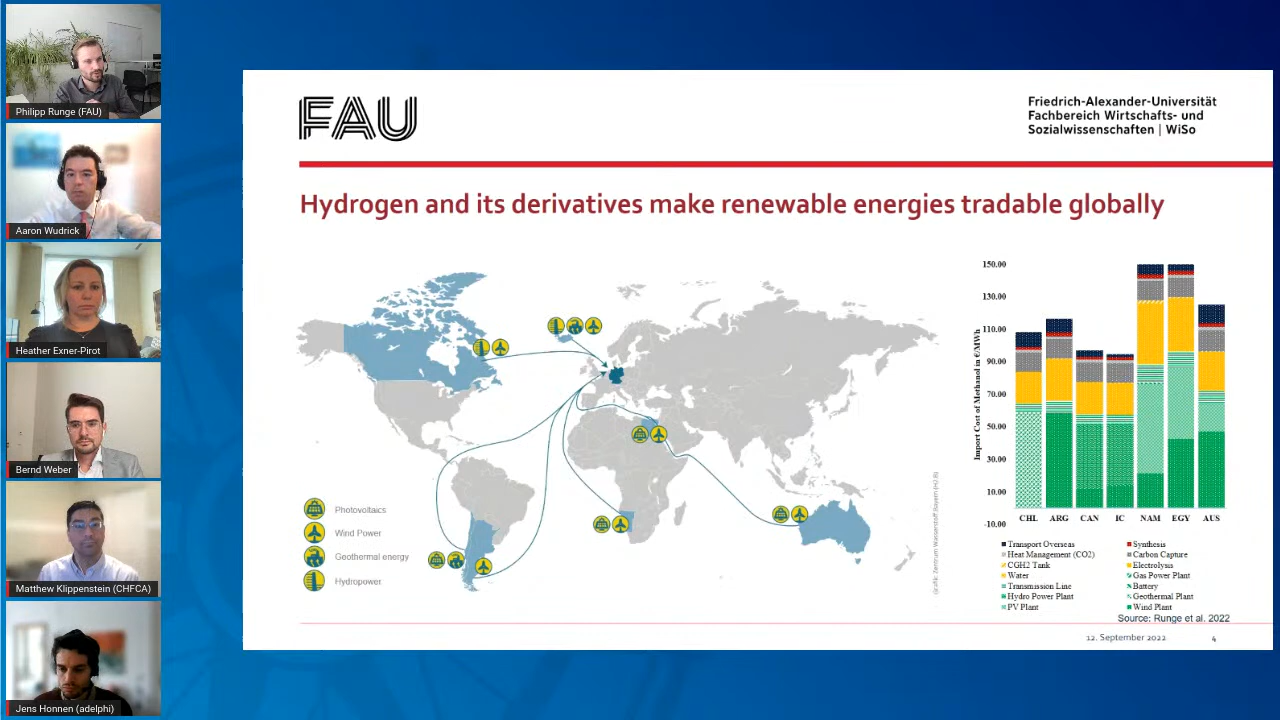 Philipp Runge (FAU)
Aaron Wudrick
Heather Exner-Pirot
Bernd Weber
Matthew Klippenstein (CHFCA)
Jens Honnen (adelphi)
FAU
Friedrich-Alexander-Universität
Fachbereich Wirtschafts- und
Sozialwissenschaften | WiSo
Hydrogen and its derivatives make renewable energies tradable globally
Photovoltaics
Wind Power
Geothermal energy
Hydropower
Grafik: Zentrum Wasserstoff.Bayern (H2.B)
Import Cost of Methanol in €/MWh
150.00
130.00
110.00
90.00
70.00
50.00
30.00
10.00
-10.00
CHL ARG CAN IC NAM EGY AUS
Transport Overseas Synthesis
Heat Management (CO2) Carbon Capture
CGH2 Tank Electrolysis
Water Gas Power Plant
Transmission Line Battery
Hydro Power Plant Geothermal Plant
PV Plant Wind Plant
Source: Runge et al. 2022
12. September 2022 4